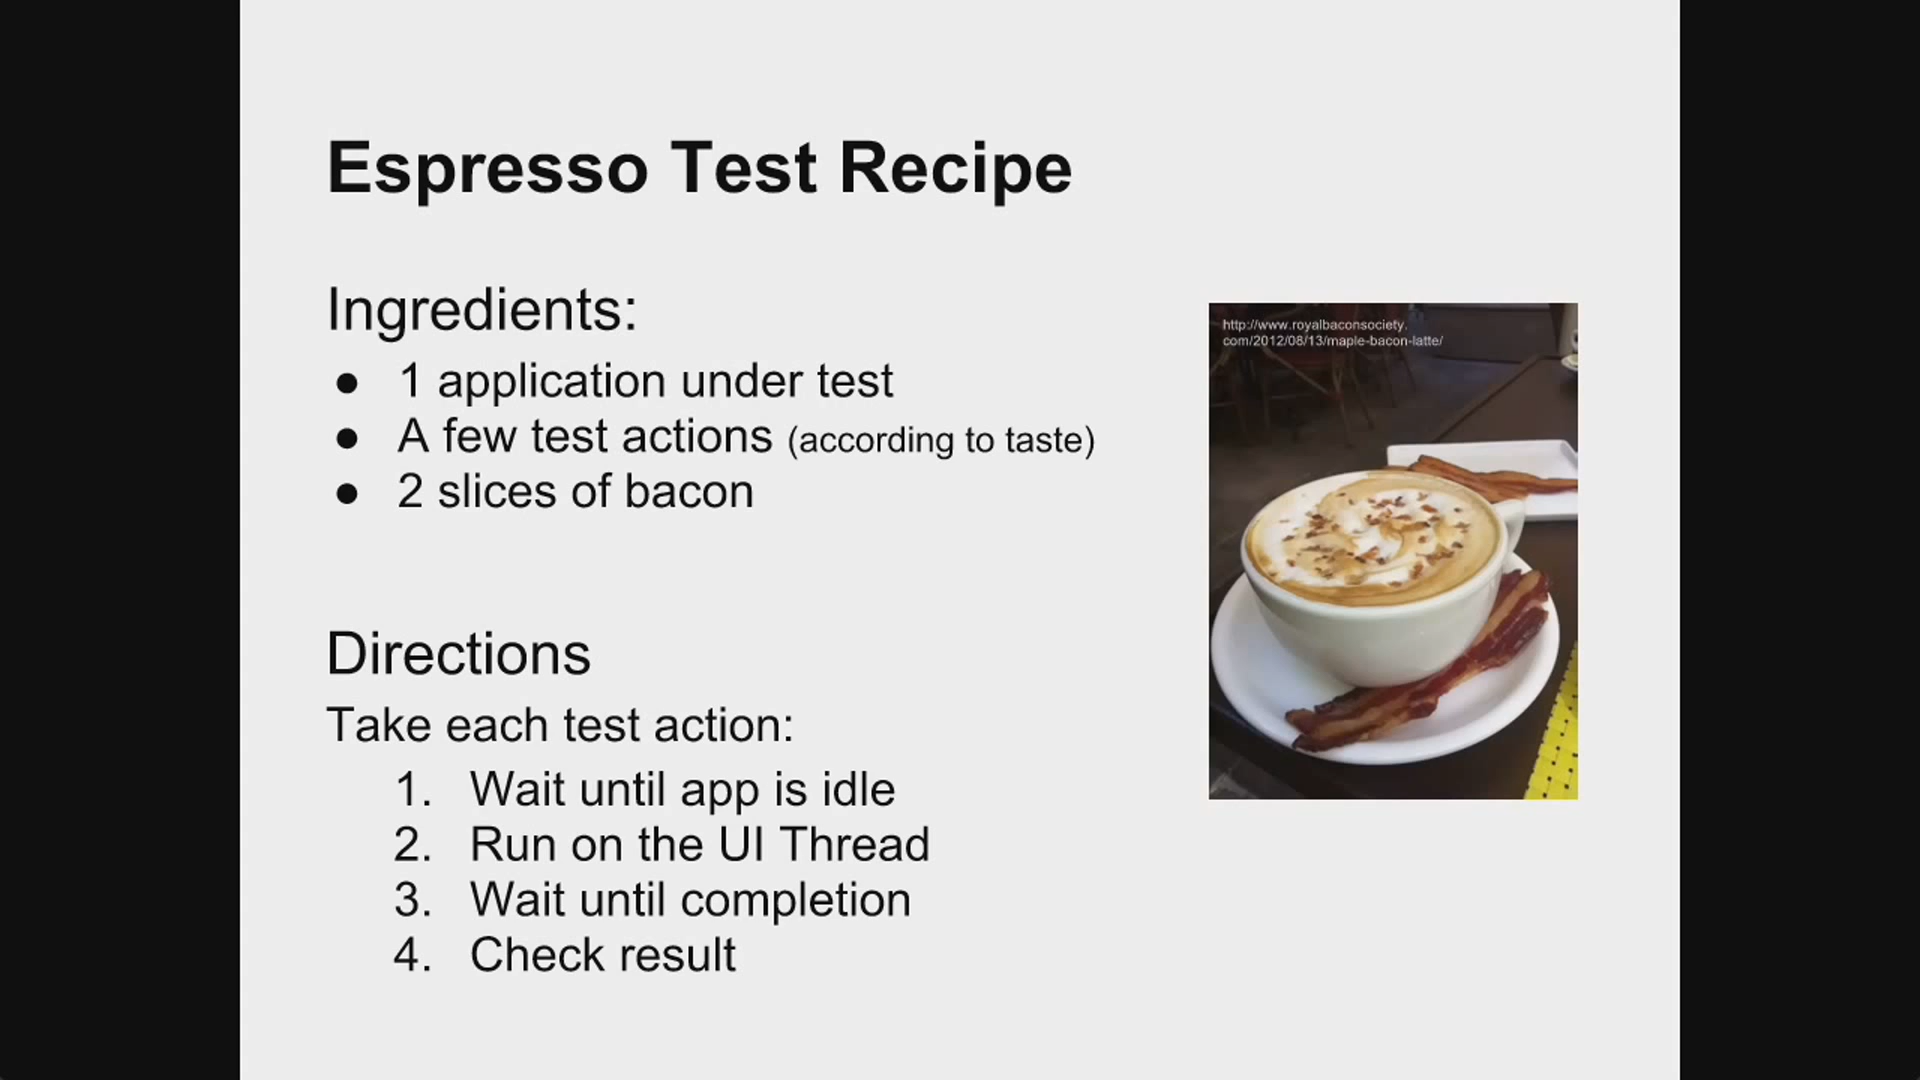 Espresso Test Recipe
Ingredients:
● 1 application under test
● A few test actions (according to taste)
● 2 slices of bacon
http://www.royalbaconsociety.
com/2012/08/13/maple-bacon-latte/
Directions
Take each test action:
1. Wait until app is idle
2. Run on the UI Thread
3. Wait until completion
4. Check result